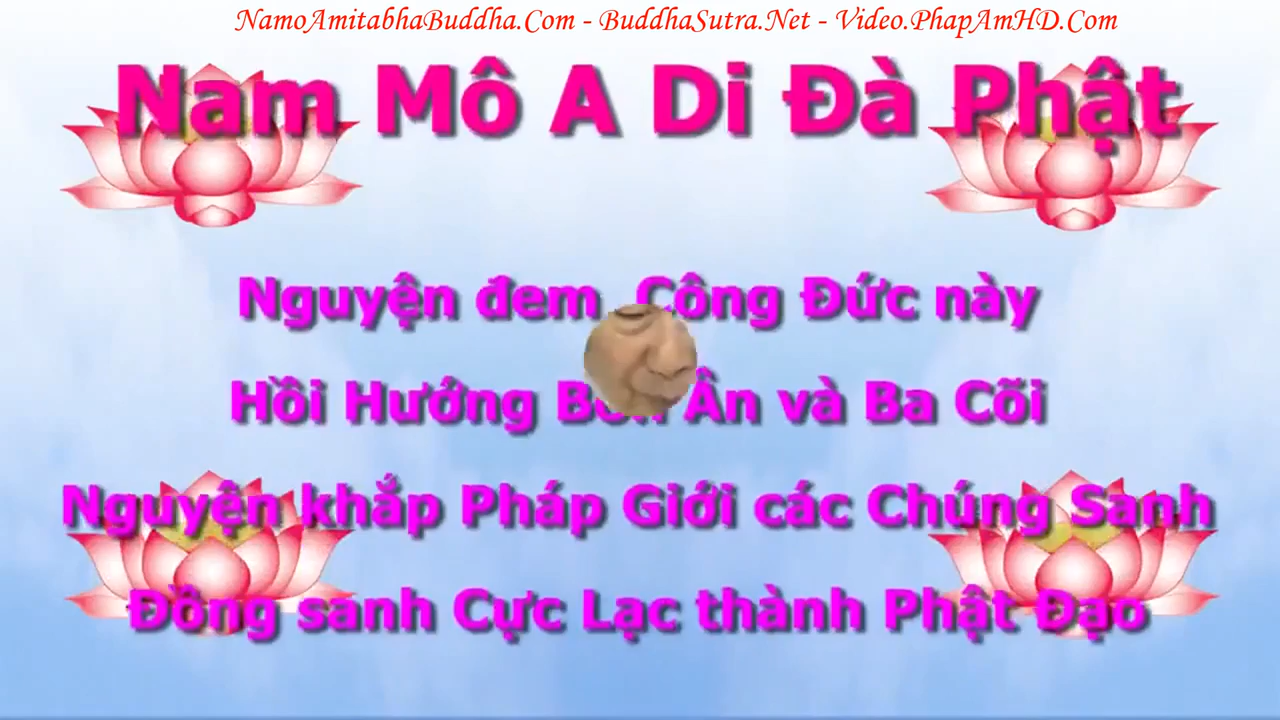 NamoAmitabhaBuddha.Com - BuddhaSutra.Net - Video.PhapAmHD.Com
Nam Mô A Di Đà Phật
Nguyện đem Công Đức này
Hồi Hướng Ân và Ba Cõi
Nguyện khắp Pháp Giới các Chúng Sanh
Đồng sanh Cực Lạc thành Phật Đạo